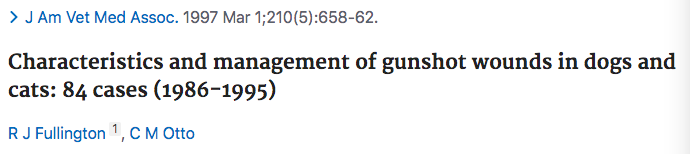 > J Am Vet Med Assoc. 1997 Mar 1;210(5):658-62.
Characteristics and management of gunshot wounds in dogs and
cats: 84 cases (1986-1995)
R J Fullington 1, C M Otto